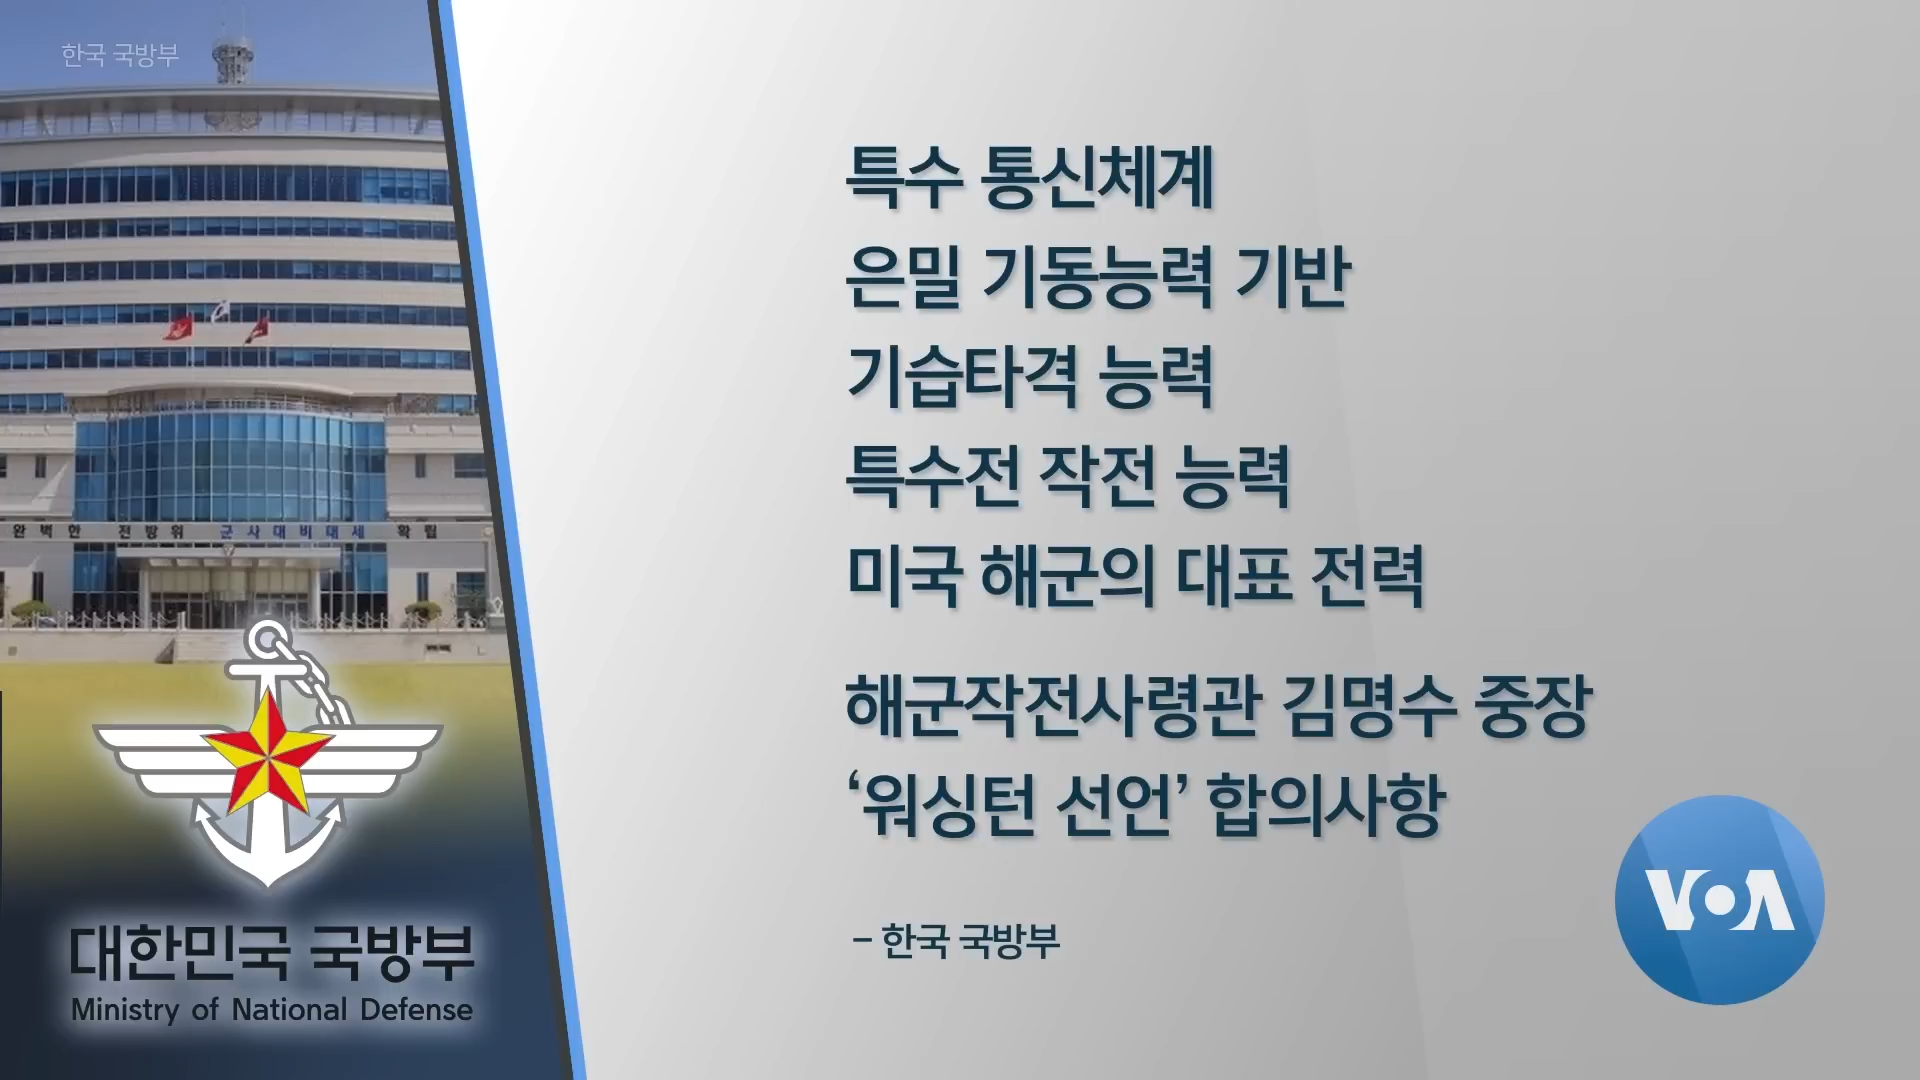 한국 국방부
특수 통신체계
은밀 기동능력 기반
기습타격 능력
특수전 작전 능력
미국 해군의 대표 전력
해군작전사령관 김명수 중장
‘워싱턴 선언’ 합의사항
– 한국 국방부
완벽한 전방위 군사대비태세 확립
대한민국 국방부
Ministry of National Defense
VOA